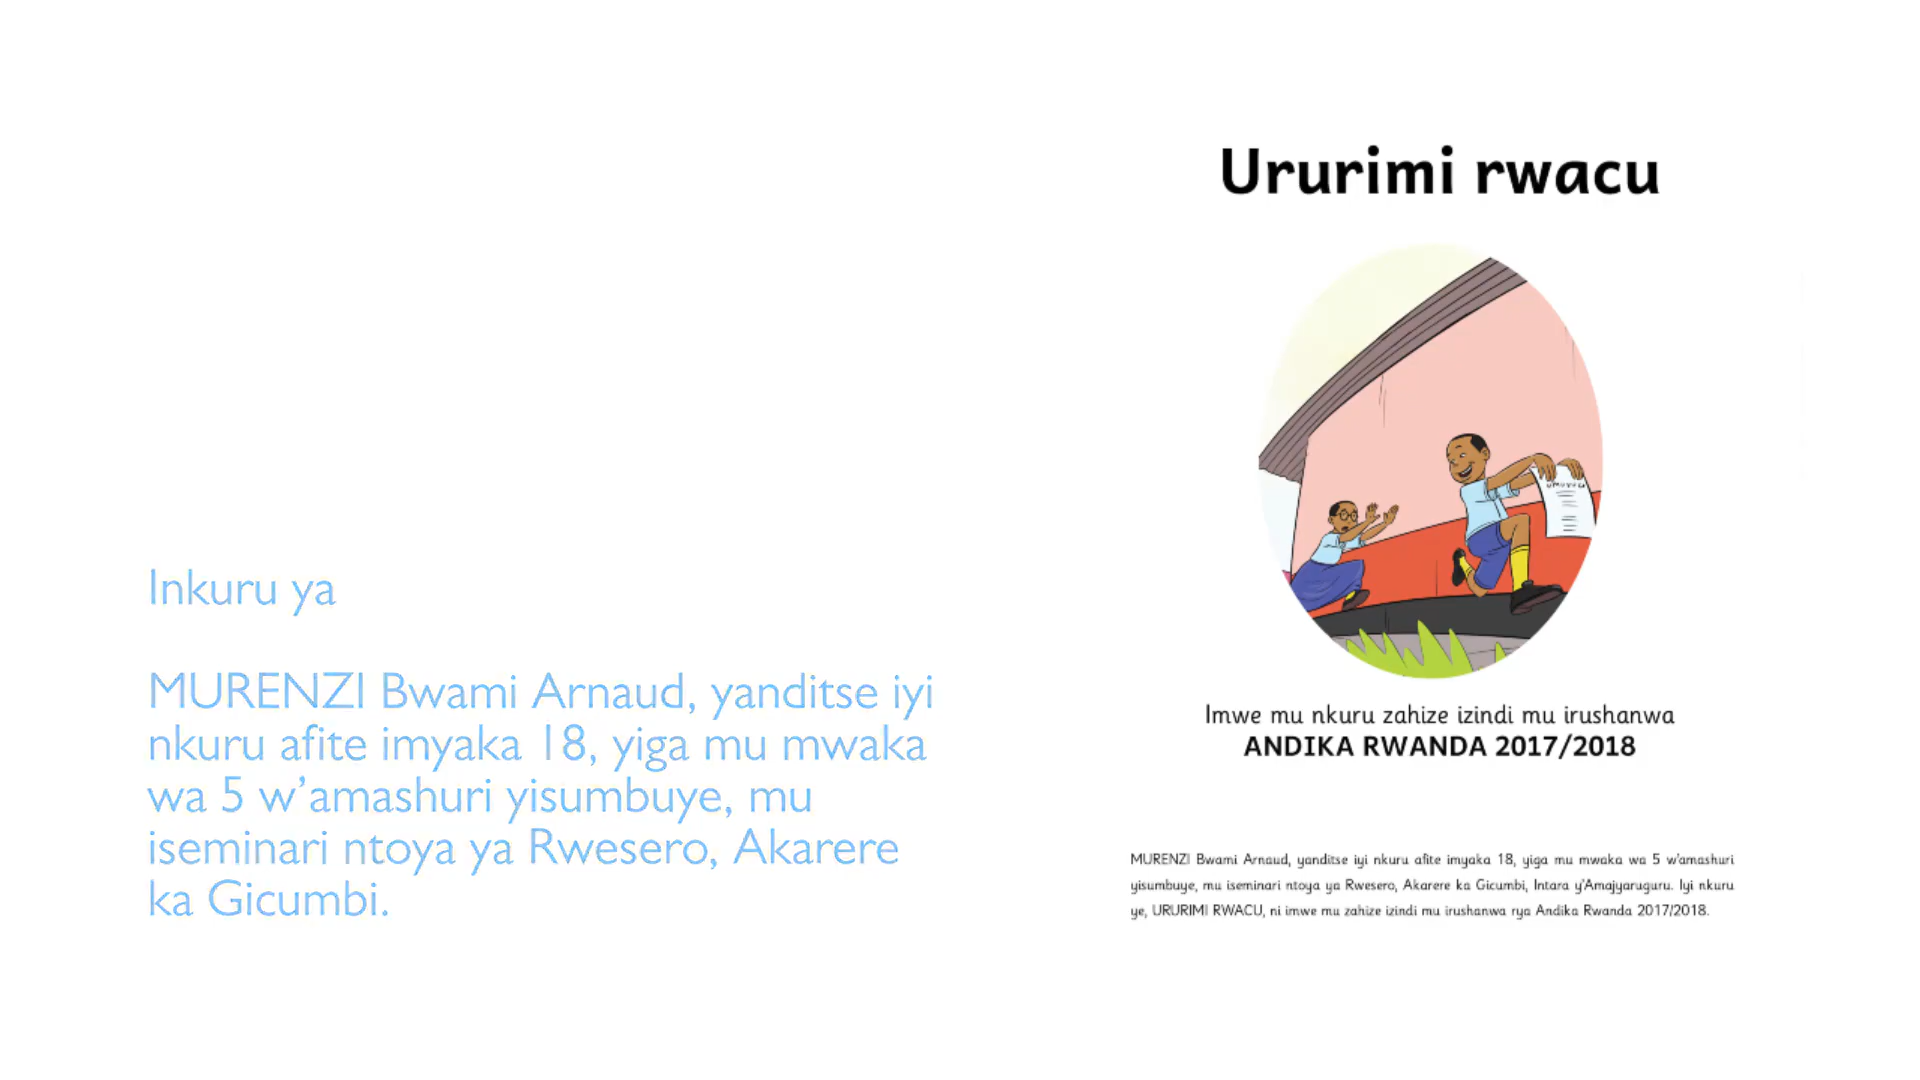 Inkuru ya
MURENZI Bwami Arnaud, yanditse iyi
nkuru afite imyaka 18, yiga mu mwaka
wa 5 w’amashuri yisumbuye, mu
iseminari ntoya ya Rwesero, Akarere
ka Gicumbi.
Ururimi rwacu
Imwe mu nkuru zahize izindi mu irushanwa
ANDIKA RWANDA 2017/2018
MURENZI Bwami Arnaud, yanditse iyi nkuru afite imyaka 18, yiga mu mwaka wa 5 w’amashuri
yisumbuye, mu iseminari ntoya ya Rwesero, Akarere ka Gicumbi, Intara y’Amajyaruguru. Iyi nkuru
ye, URURIMI RWACU, ni imwe mu zahize izindi mu irushanwa rya Andika Rwanda 2017/2018.